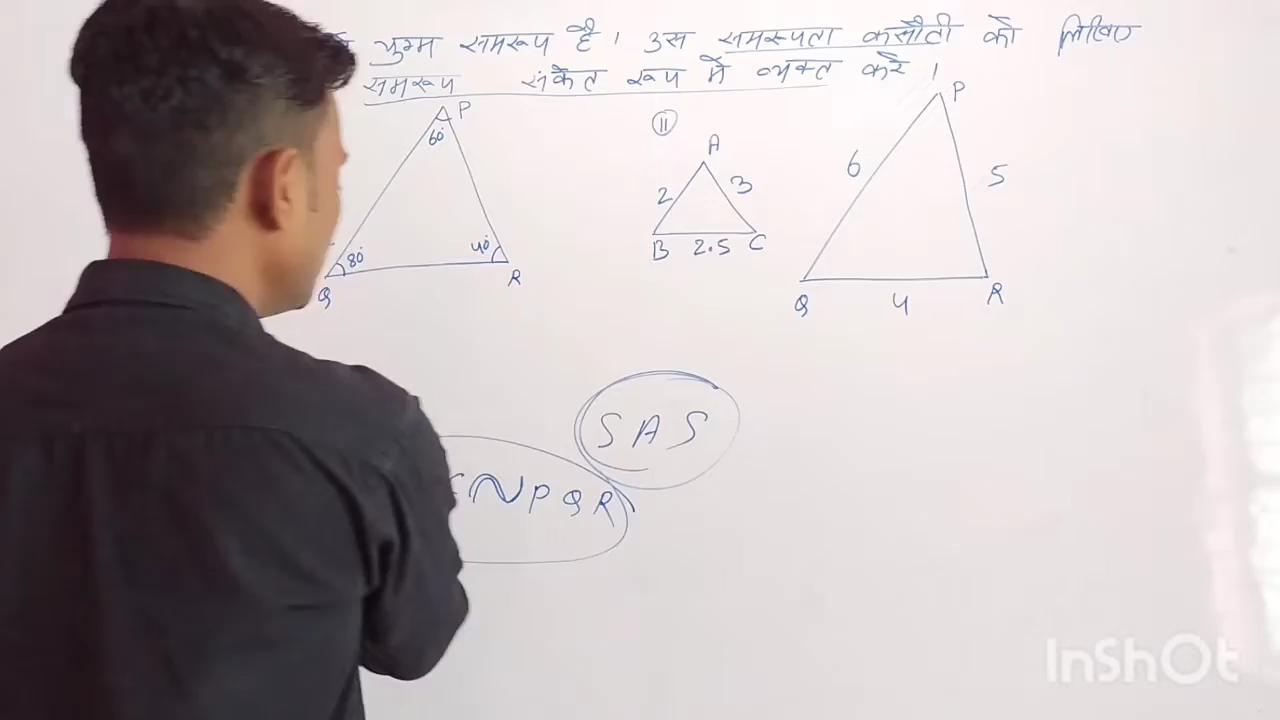 युग्म समरूप है। उस समरूपता कसौटी को लिखिए
समरूप संकेत रूप में व्यक्त करे।
P
60°
80°
40°
Q
R
II
A
2
3
B
2.5
C
P
6
5
Q
4
R
SAS
~PQR
InShOt